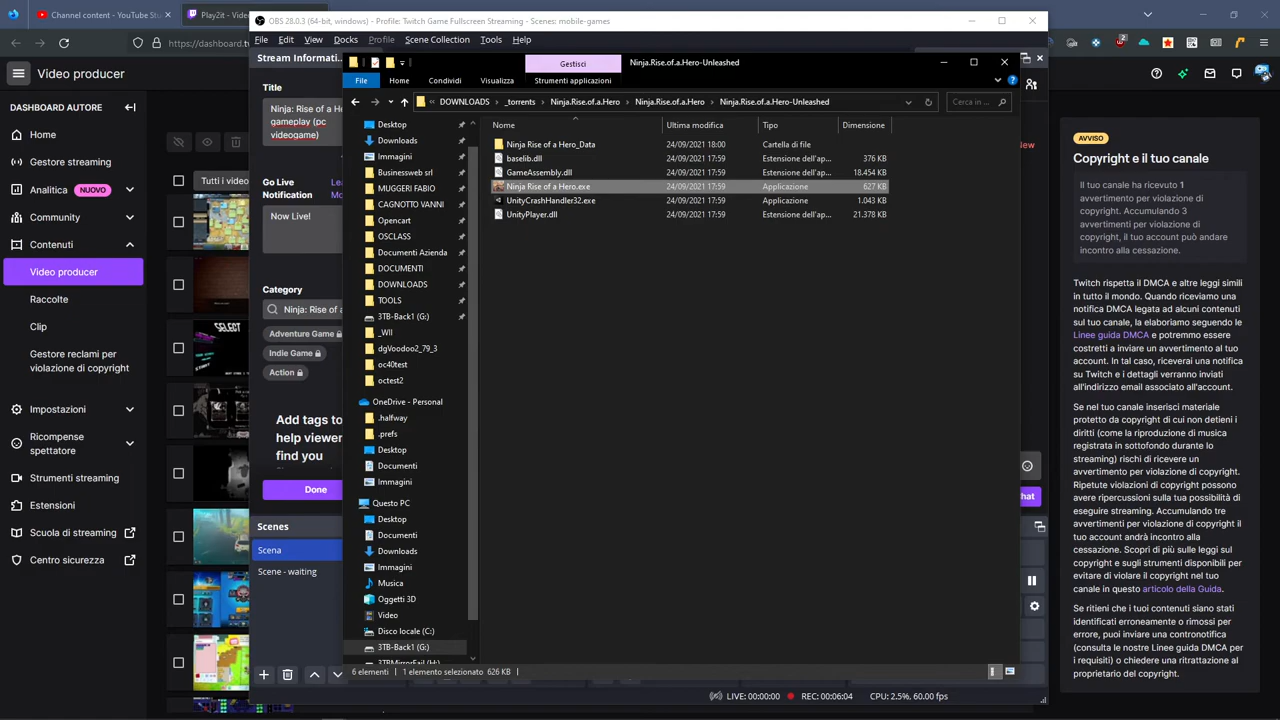 Channel content - YouTube Stu
Play2it - Video
https://dashboard.tw
OBS 28.0.3 (64-bit, windows) - Profile: Twitch Game Fullscreen Streaming - Scenes: mobile-games
File Edit View Docks Profile Scene Collection Tools Help
Video producer
DASHBOARD AUTORE
Home
Gestore streaming
Analitica NUOVO
Community
Contenuti
Video producer
Raccolte
Clip
Gestore reclami per
violazione di copyright
Impostazioni
Ricompense
spettatore
Strumenti streaming
Estensioni
Scuola di streaming
Centro sicurezza
Tutti i video
Stream Informati...
Title
Ninja: Rise of a He
gameplay (pc
videogame)
Go Live
Notification
Now Live!
Category
Ninja: Rise of a
Adventure Game
Indie Game
Action
Add tags to
help viewer
find you
Done
Scenes
Scena
Scene - waiting
Gestisci
Ninja.Rise.of.a.Hero-Unleashed
File Home Condividi Visualizza Strumenti applicazioni
DOWNLOADS > _torrents > Ninja.Rise.of.a.Hero > Ninja.Rise.of.a.Hero > Ninja.Rise.of.a.Hero-Unleashed
Cerca in ...
Desktop
Downloads
Immagini
Businessweb srl
MUGGERI FABIO
CAGNOTTO VANNI
Opencart
OSCLASS
Documenti Azienda
DOCUMENTI
DOWNLOADS
TOOLS
3TB-Back1 (G:)
_WII
dgVoodoo2_79_3
oc40test
octest2
OneDrive - Personal
.halfway
.prefs
Desktop
Documenti
Immagini
Questo PC
Desktop
Documenti
Downloads
Immagini
Musica
Oggetti 3D
Video
Disco locale (C:)
3TB-Back1 (G:)
3TBMirrorFail (H:)
Nome Ultima modifica Tipo Dimensione
Ninja Rise of a Hero_Data 24/09/2021 18:00 Cartella di file
baselib.dll 24/09/2021 17:59 Estensione dell'ap... 376 KB
GameAssembly.dll 24/09/2021 17:59 Estensione dell'ap... 18.454 KB
Ninja Rise of a Hero.exe 24/09/2021 17:59 Applicazione 627 KB
UnityCrashHandler32.exe 24/09/2021 17:59 Applicazione 1.043 KB
UnityPlayer.dll 24/09/2021 17:59 Estensione dell'ap... 21.378 KB
6 elementi 1 elemento selezionato 626 KB
LIVE: 00:00:00 REC: 00:06:04 CPU: 2.5%, 60.00 fps
AVVISO
Copyright e il tuo canale
Il tuo canale ha ricevuto 1
avvertimento per violazione di
copyright. Accumulando 3
avvertimenti per violazione di
copyright, il tuo account può andare
incontro alla cessazione.
Twitch rispetta il DMCA e altre leggi simili
in tutto il mondo. Quando riceviamo una
notifica DMCA legata ad alcuni contenuti
sul tuo canale, la elaboriamo seguendo le
Linee guida DMCA e potremmo essere
costretti a inviare un avvertimento al tuo
account. In tal caso, riceverai una notifica
su Twitch e i dettagli verranno inviati
all'indirizzo email associato all'account.
Se nel tuo canale inserisci materiale
protetto da copyright di cui non detieni i
diritti (come la riproduzione di musica
registrata in sottofondo durante lo
streaming) rischi di ricevere un
avvertimento per violazione di copyright.
Ripetute violazioni di copyright possono
avere ripercussioni sulla tua possibilità di
eseguire streaming. Accumulando tre
avvertimenti per violazione di copyright il
tuo account andrà incontro alla
cessazione. Scopri di più sulle leggi sul
copyright e sugli strumenti disponibili per
evitare di violare il copyright nel tuo
canale in questo articolo della Guida.
Se ritieni che i tuoi contenuti siano stati
identificati erroneamente o rimossi per
errore, puoi inviare una contronotifica
(consulta le nostre Linee guida DMCA per
i requisiti) o chiedere una ritrattazione al
proprietario del copyright.